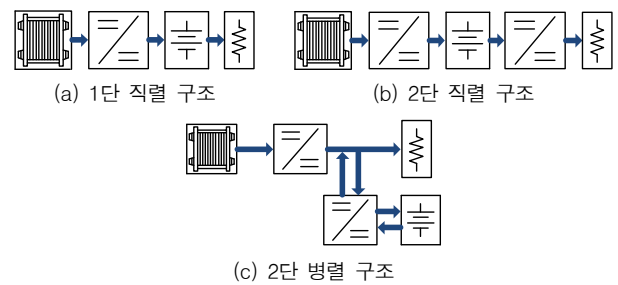 (a) 1단 직렬 구조
(b) 2단 직렬 구조
(c) 2단 병렬 구조